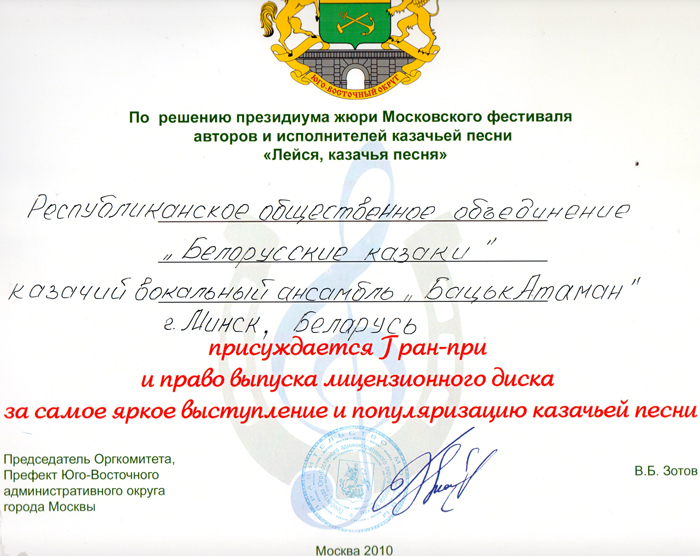 ЮГО-ВОСТОЧНЫЙ ОКРУГ
По решению президиума жюри Московского фестиваля
авторов и исполнителей казачьей песни
«Лейся, казачья песня»
Республиканское общественное объединение
„Белорусские казаки"
казачий вокальный ансамбль „БацькАтаман"
г. Минск, Беларусь
присуждается Гран-при
и право выпуска лицензионного диска
за самое яркое выступление и популяризацию казачьей песни
Председатель Оргкомитета,
Префект Юго-Восточного
административного округа
города Москвы
В.Б. Зотов
Москва 2010